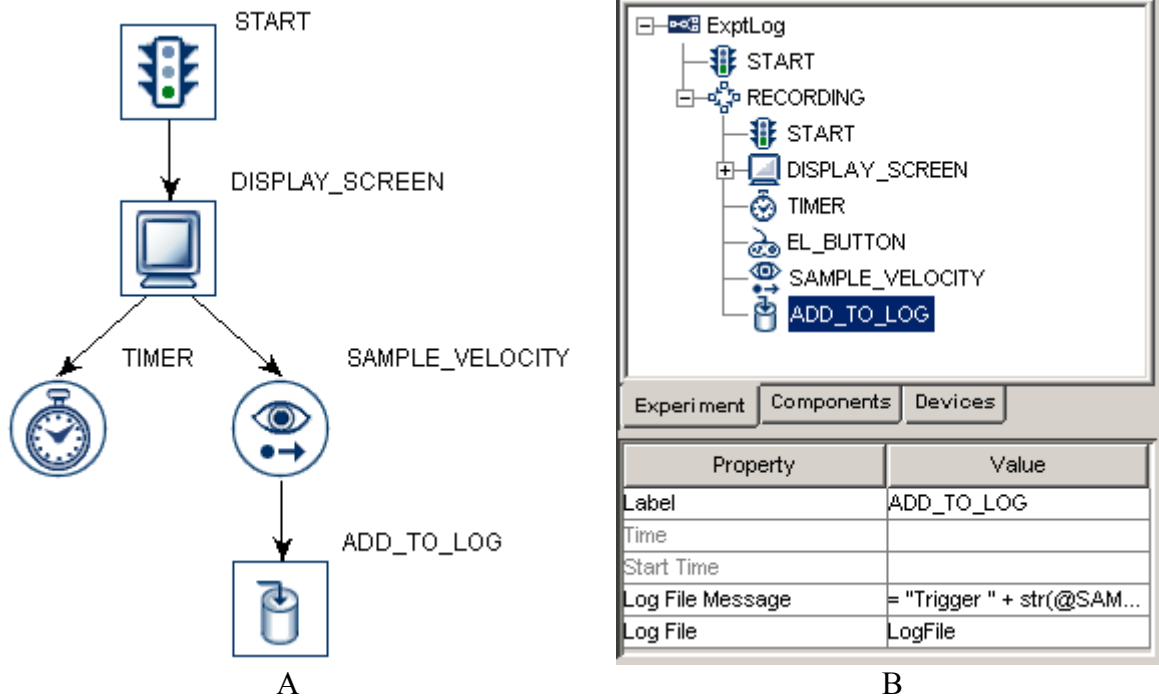 START
DISPLAY_SCREEN
TIMER
SAMPLE_VELOCITY
ADD_TO_LOG
A
ExptLog
START
RECORDING
START
DISPLAY_SCREEN
TIMER
EL_BUTTON
SAMPLE_VELOCITY
ADD_TO_LOG
Experiment Components Devices
Property Value
Label ADD_TO_LOG
Time
Start Time
Log File Message = "Trigger " + str(@SAM...
Log File LogFile
B